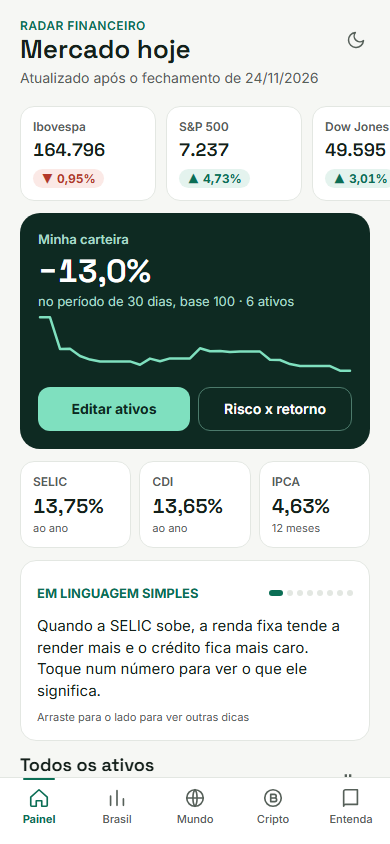 RADAR FINANCEIRO
Mercado hoje
Atualizado após o fechamento de 24/11/2026
Ibovespa
164.796
▼ 0,95%
S&P 500
7.237
▲ 4,73%
Dow Jones
49.595
▲ 3,01%
Minha carteira
−13,0%
no período de 30 dias, base 100 · 6 ativos
Editar ativos
Risco x retorno
SELIC
13,75%
ao ano
CDI
13,65%
ao ano
IPCA
4,63%
12 meses
EM LINGUAGEM SIMPLES
Quando a SELIC sobe, a renda fixa tende a
render mais e o crédito fica mais caro.
Toque num número para ver o que ele
significa.
Arraste para o lado para ver outras dicas
Todos os ativos
Painel
Brasil
Mundo
Cripto
Entenda